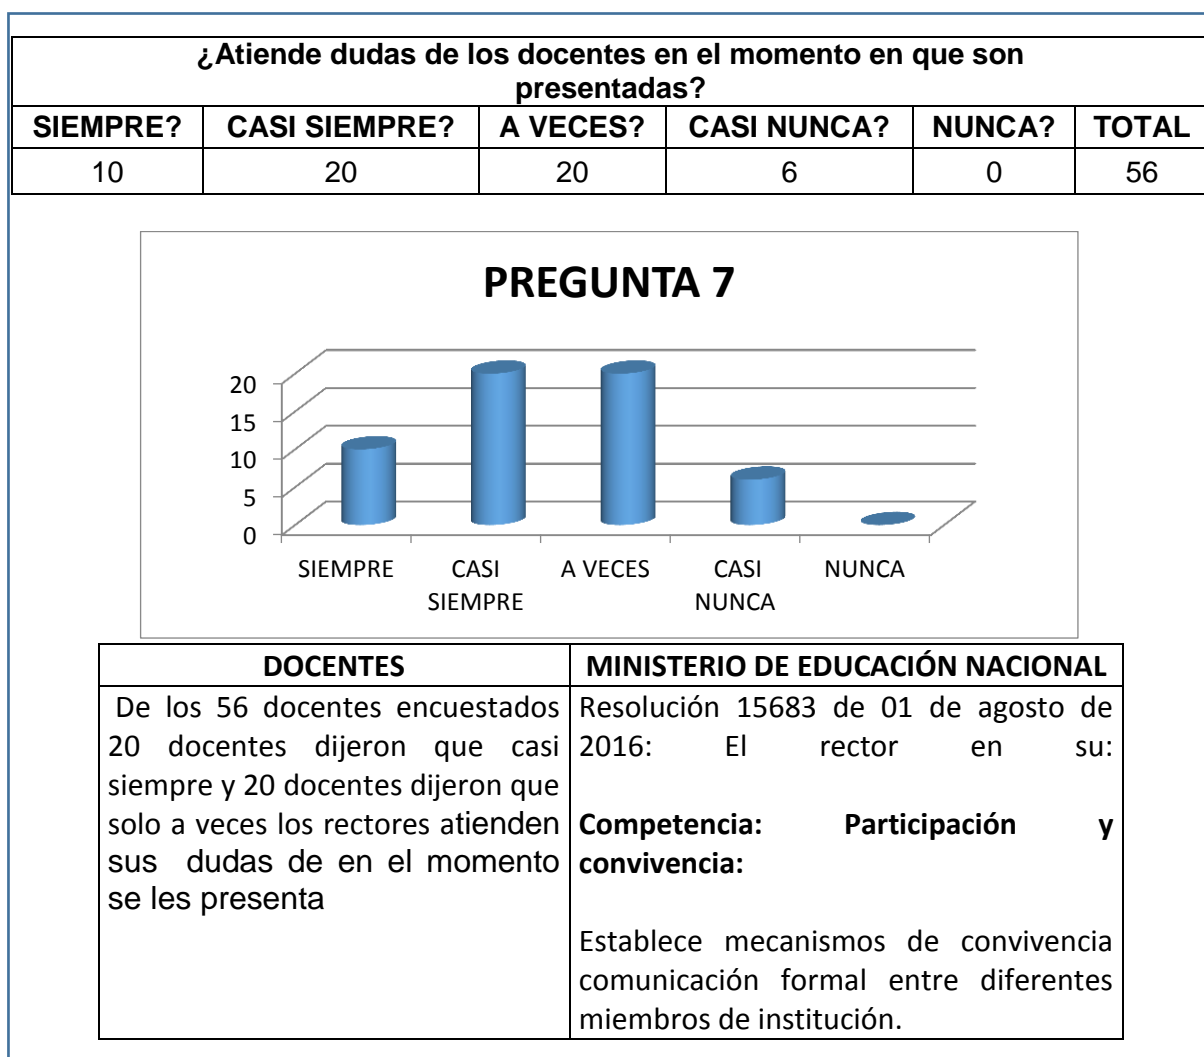 ¿Atiende dudas de los docentes en el momento en que son
presentadas?
SIEMPRE? CASI SIEMPRE? A VECES? CASI NUNCA? NUNCA? TOTAL
10 20 20 6 0 56
PREGUNTA 7
20
15
10
5
0
SIEMPRE CASI A VECES CASI NUNCA
SIEMPRE NUNCA
DOCENTES
De los 56 docentes encuestados
20 docentes dijeron que casi
siempre y 20 docentes dijeron que
solo a veces los rectores atienden
sus dudas de en el momento
se les presenta
MINISTERIO DE EDUCACIÓN NACIONAL
Resolución 15683 de 01 de agosto de
2016: El rector en su:
Competencia: Participación y
convivencia:
Establece mecanismos de convivencia
comunicación formal entre diferentes
miembros de institución.